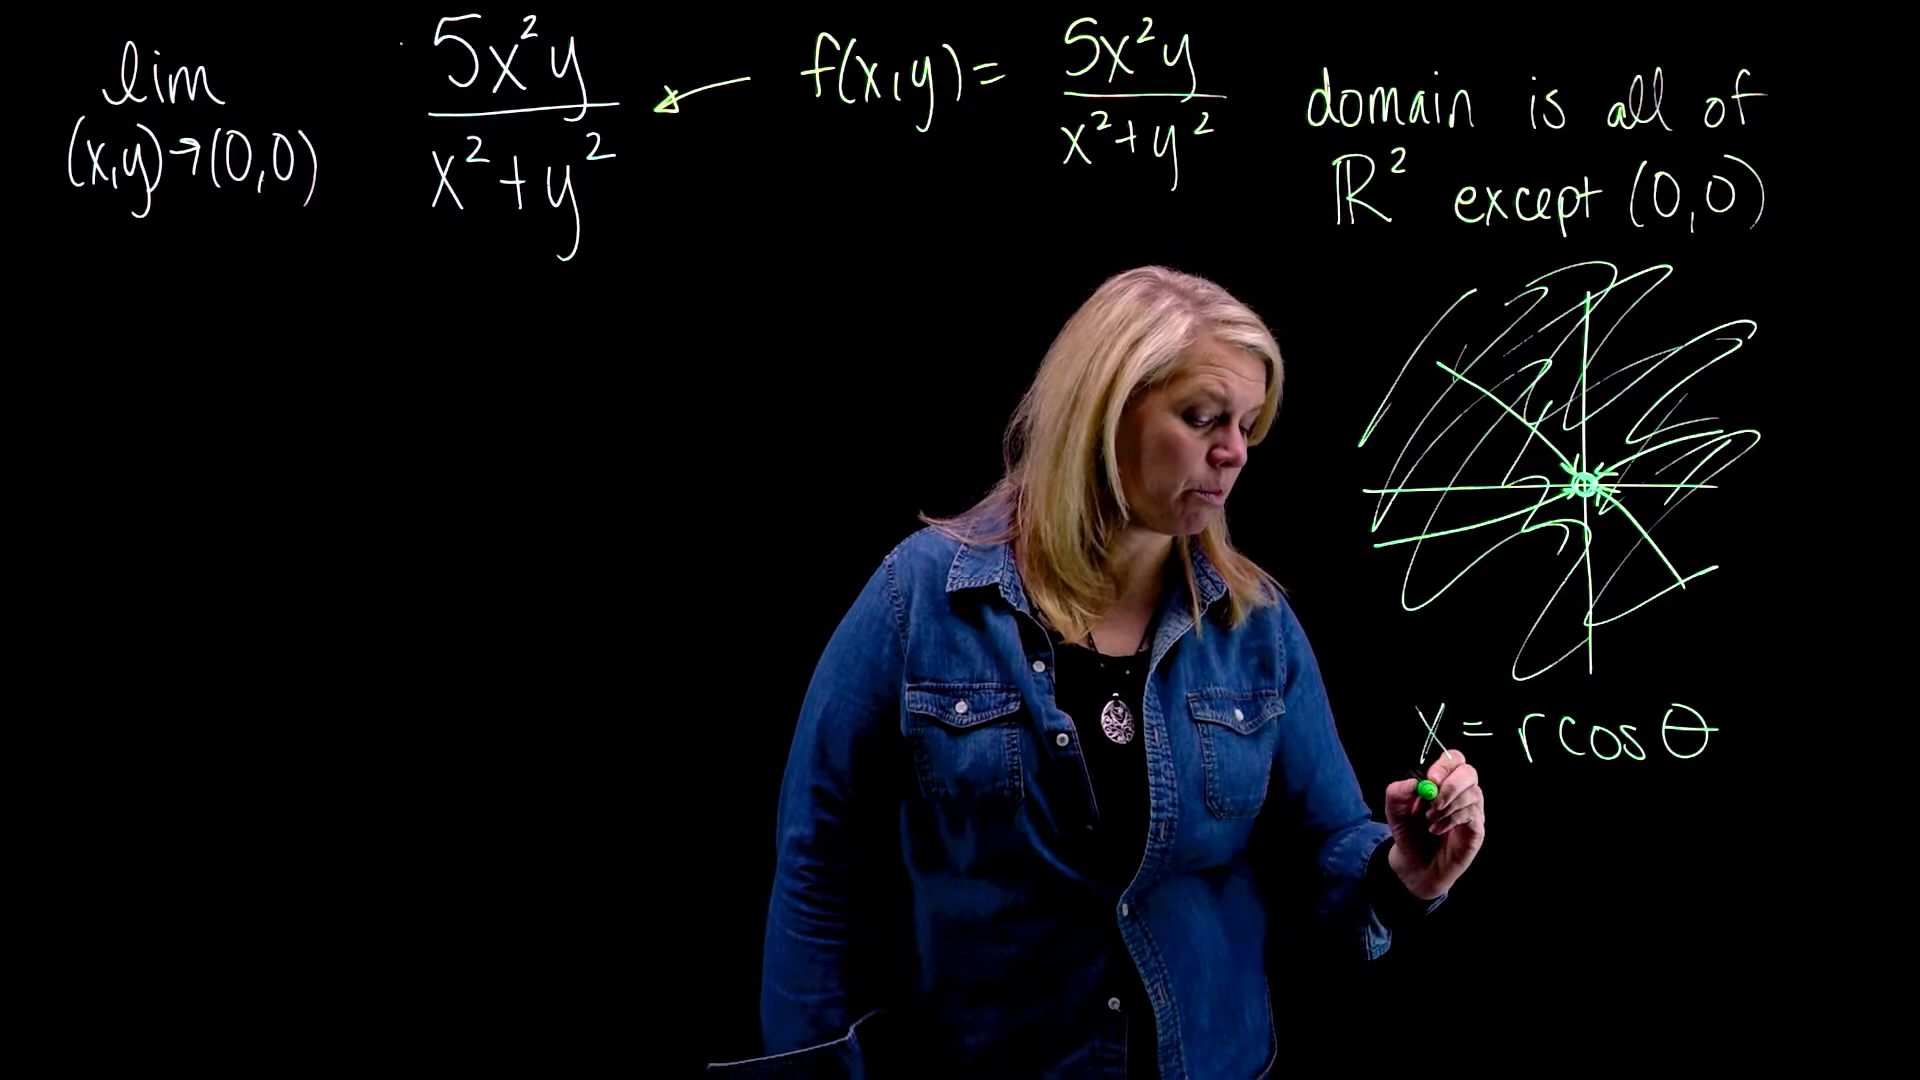 lim (x,y)→(0,0) 5x²y / x²+y² ← f(x,y) = 5x²y / x²+y²
domain is all of
ℝ² except (0,0)
x = r cos θ